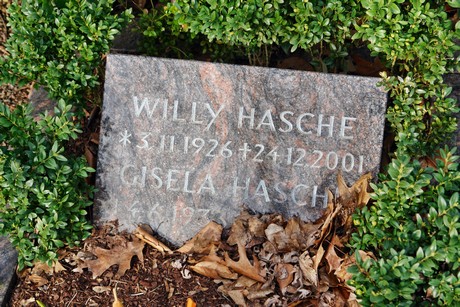 WILLY HASCHE
*3.11.1926 +24.12.2001
GISELA HASCH